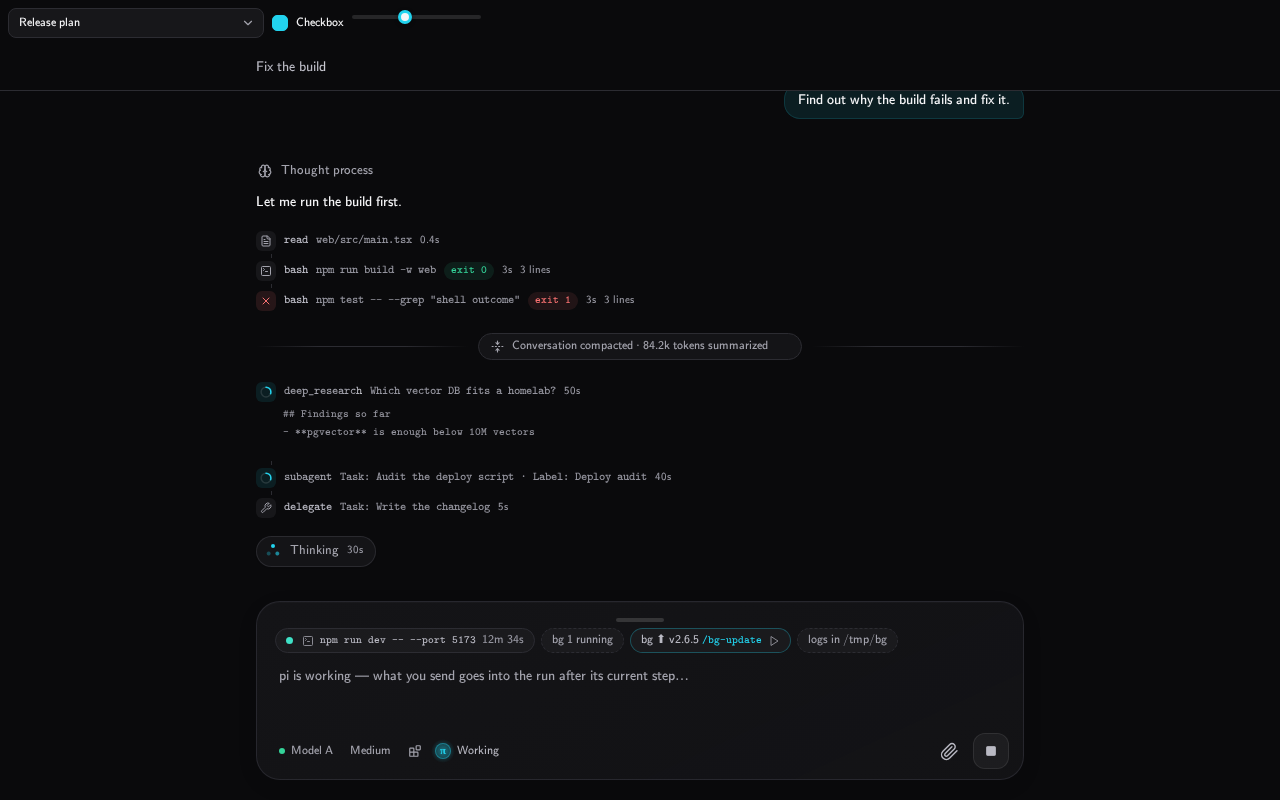 Release plan
Checkbox
Fix the build
Find out why the build fails and fix it.
Thought process
Let me run the build first.
read web/src/main.tsx 0.4s
bash npm run build -w web exit 0 3s 3 lines
bash npm test -- --grep "shell outcome" exit 1 3s 3 lines
Conversation compacted · 84.2k tokens summarized
deep_research Which vector DB fits a homelab? 50s
## Findings so far
- **pgvector** is enough below 10M vectors
subagent Task: Audit the deploy script · Label: Deploy audit 40s
delegate Task: Write the changelog 5s
Thinking 30s
npm run dev -- --port 5173 12m 34s
bg 1 running
bg ⬆ v2.6.5 /bg-update
logs in /tmp/bg
pi is working — what you send goes into the run after its current step…
Model A
Medium
π
Working